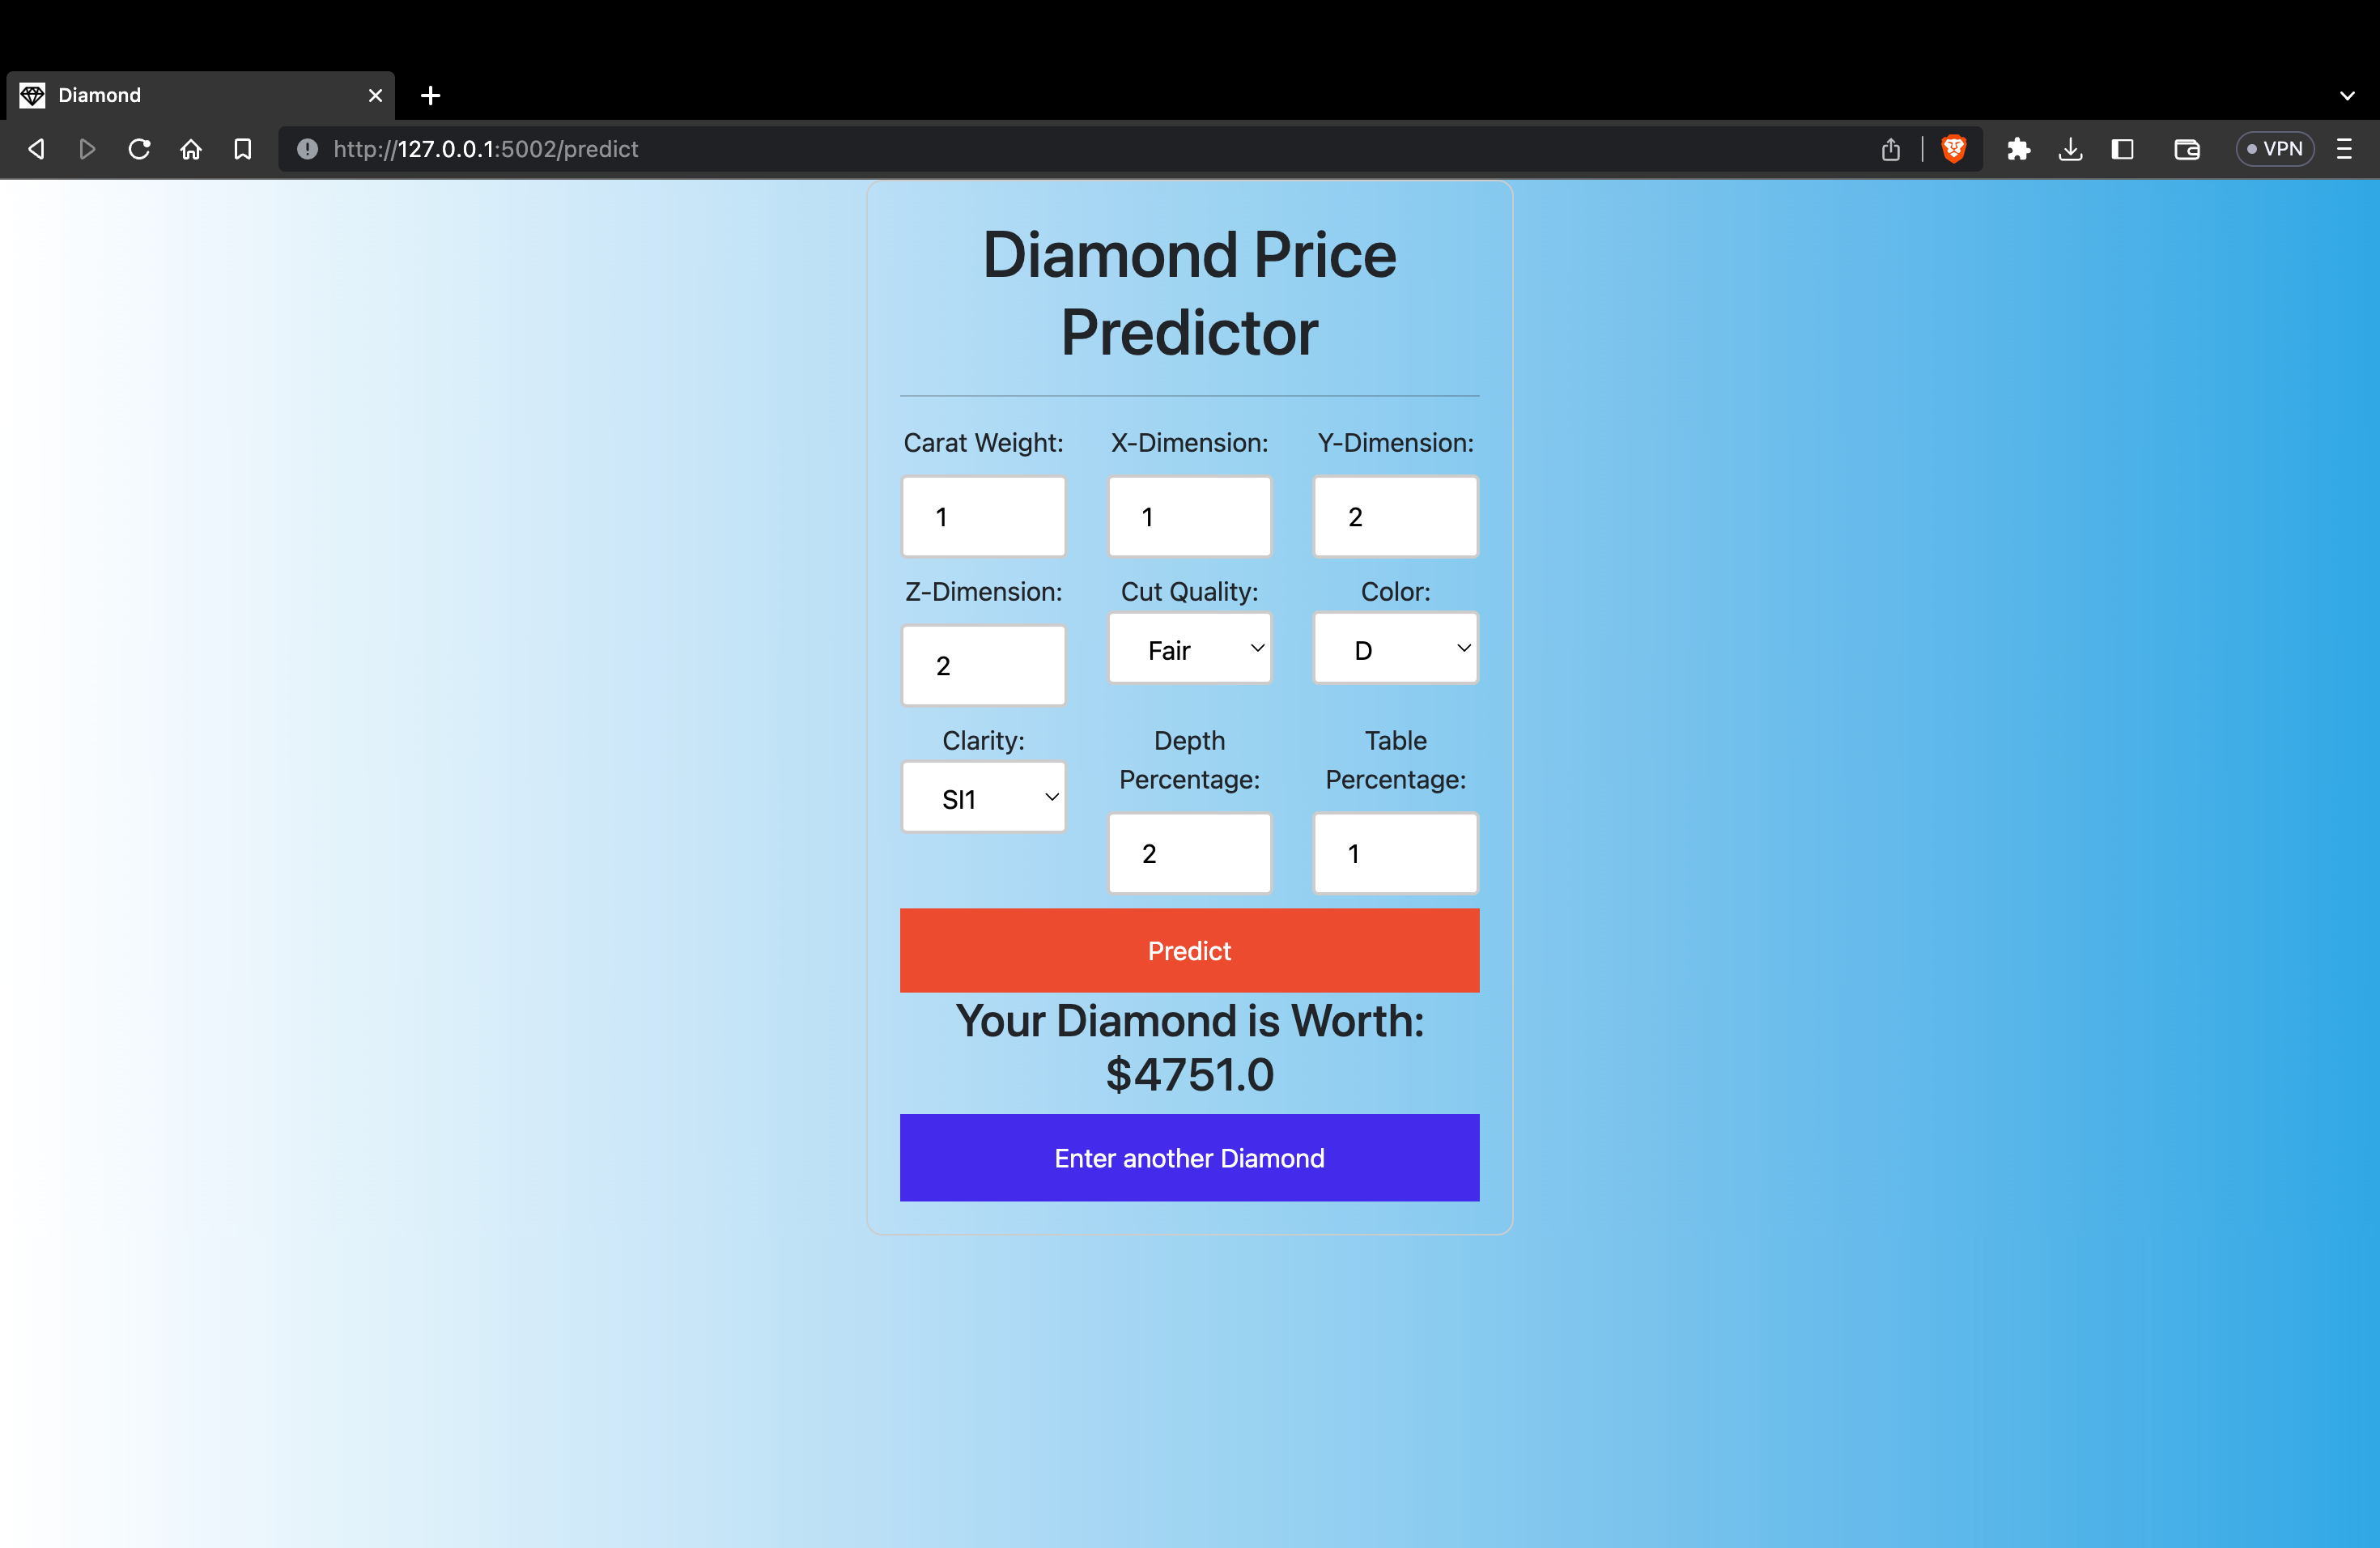 Diamond
http://127.0.0.1:5002/predict
VPN
Diamond Price
Predictor
Carat Weight: X-Dimension: Y-Dimension:
1 1 2
Z-Dimension: Cut Quality: Color:
2 Fair D
Clarity: Depth Percentage: Table Percentage:
SI1 2 1
Predict
Your Diamond is Worth:
$4751.0
Enter another Diamond